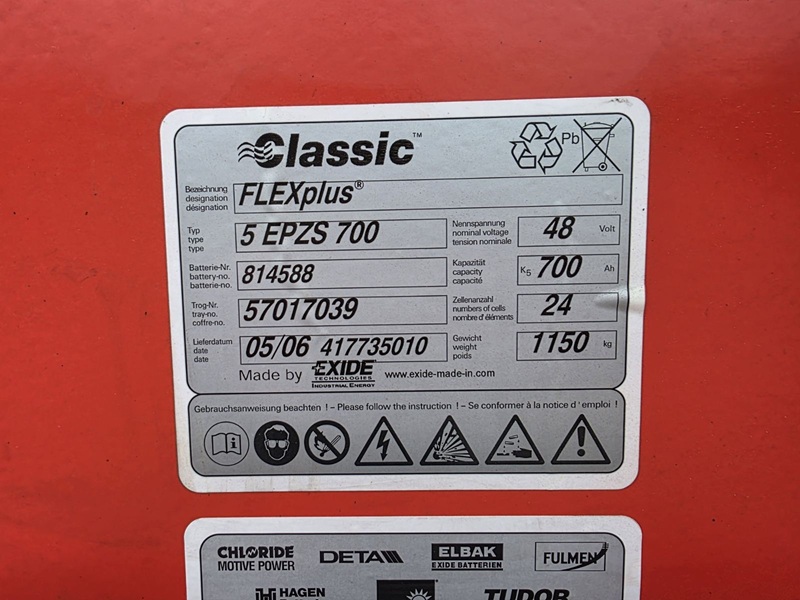 Classic™
Pb
Bezeichnung
designation
désignation
FLEXplus®
Typ
type
type
5 EPZS 700
Nennspannung
nominal voltage
tension nominale
48 Volt
Batterie-Nr.
battery-no.
batterie-no.
814588
Kapazität
capacity
capacité
K5 700 Ah
Trog-Nr.
tray-no.
coffre-no.
57017039
Zellenanzahl
numbers of cells
nombre d'éléments
24
Lieferdatum
date
date
05/06 417735010
Gewicht
weight
poids
1150 kg
Made by EXIDE TECHNOLOGIES INDUSTRIAL ENERGY www.exide-made-in.com
Gebrauchsanweisung beachten ! – Please follow the instruction ! – Se conformer à la notice d'emploi !
CHLORIDE
MOTIVE POWER
DETA
ELBAK
EXIDE BATTERIEN
FULMEN
HAGEN
TUDOR